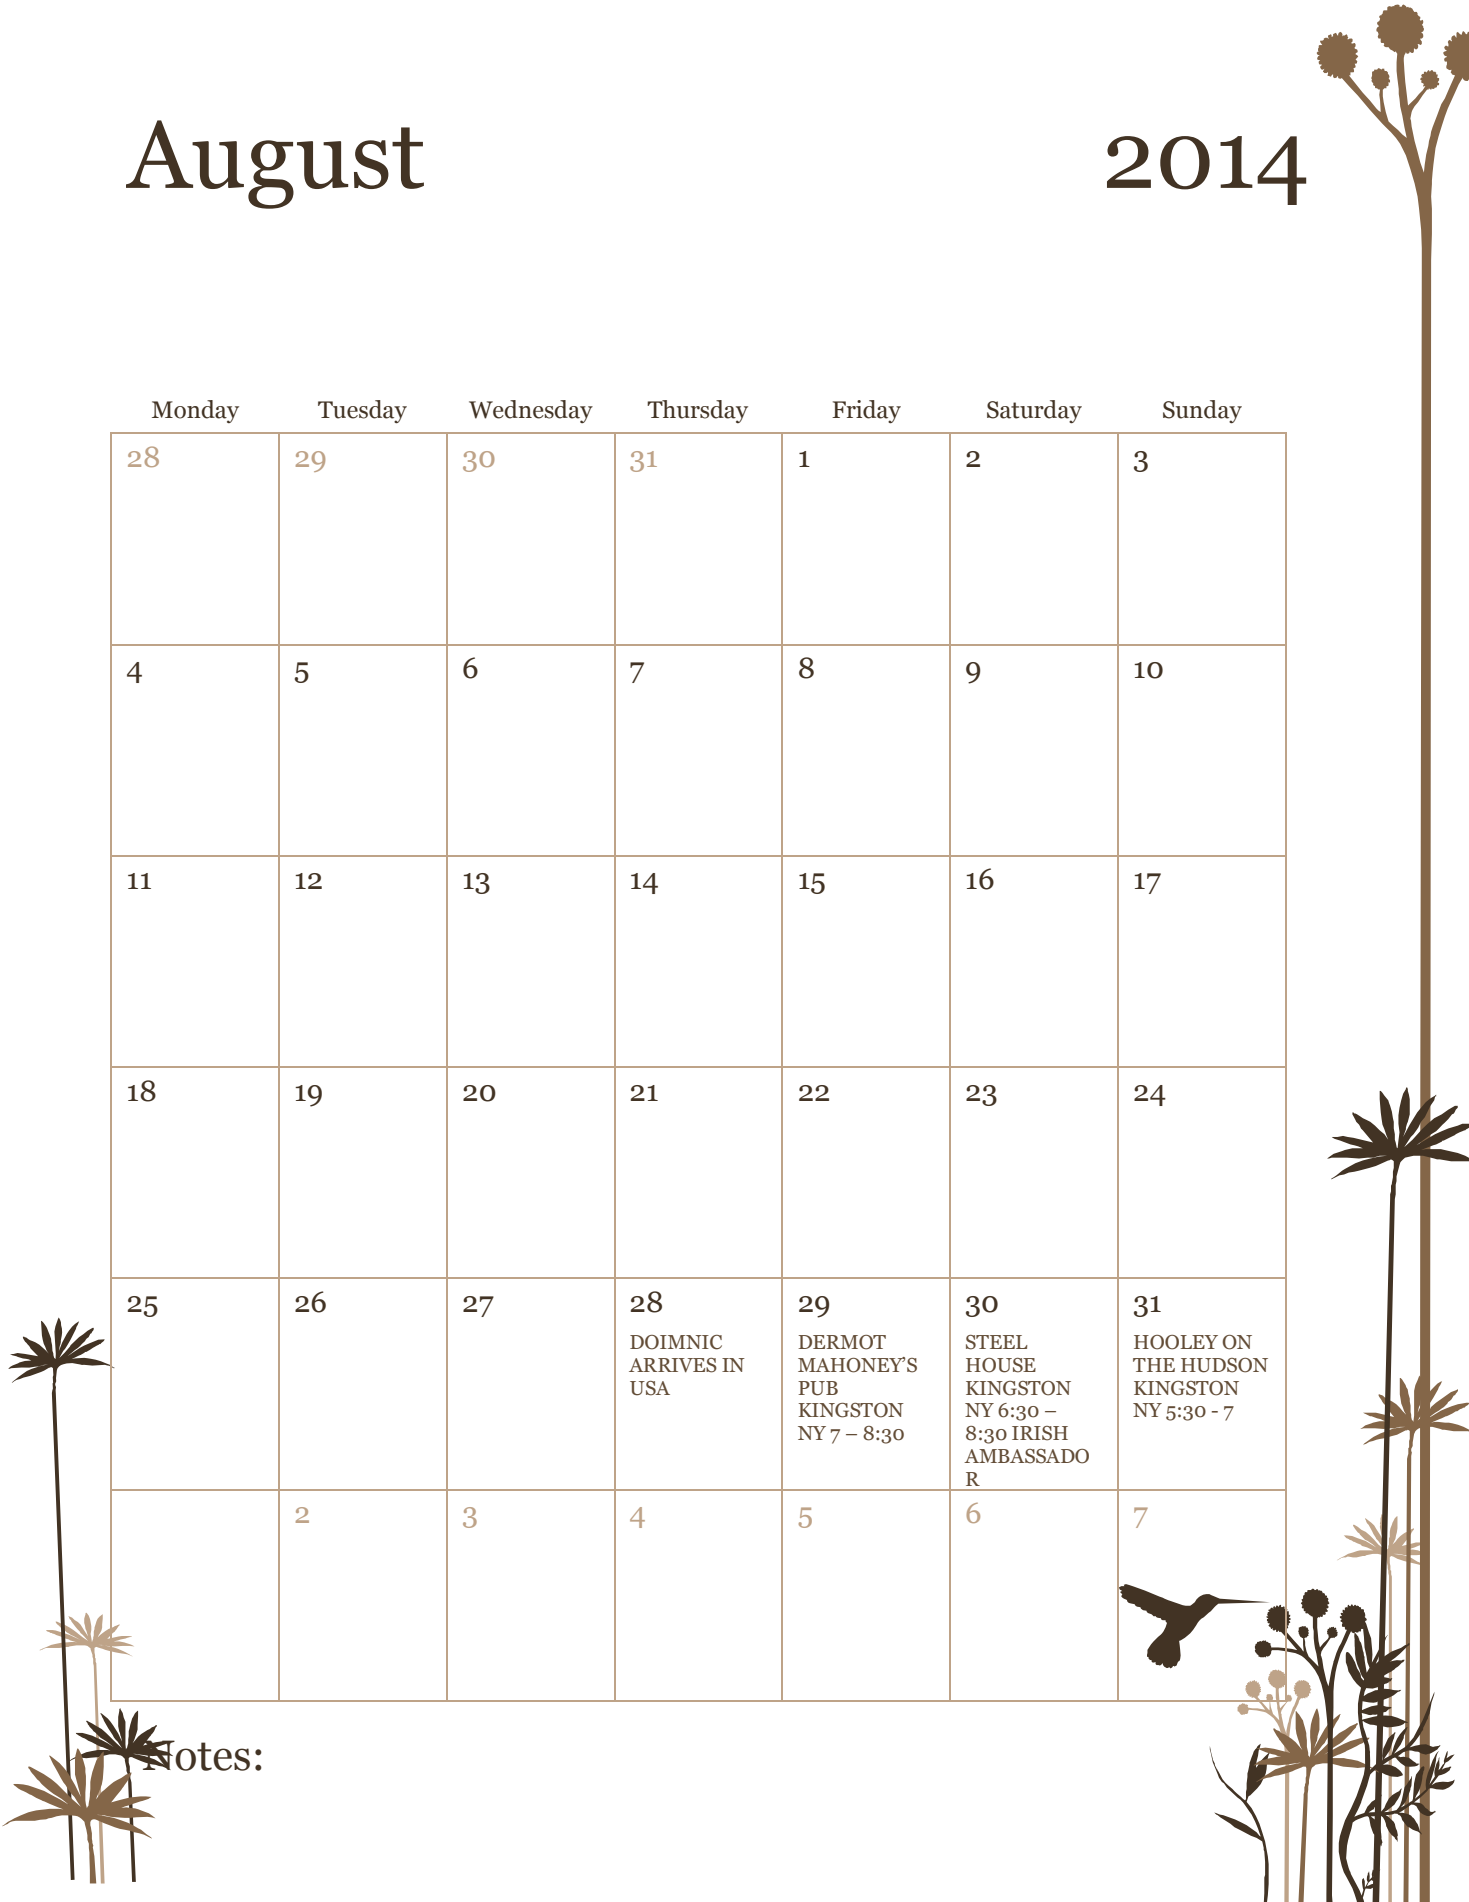 August 2014
Monday Tuesday Wednesday Thursday Friday Saturday Sunday
28 29 30 31 1 2 3
4 5 6 7 8 9 10
11 12 13 14 15 16 17
18 19 20 21 22 23 24
25 26 27 28 29 30 31
DOIMNIC
ARRIVES IN
USA
DERMOT
MAHONEY’S
PUB
KINGSTON
NY 7 – 8:30
STEEL
HOUSE
KINGSTON
NY 6:30 –
8:30 IRISH
AMBASSADO
R
HOOLEY ON
THE HUDSON
KINGSTON
NY 5:30 - 7
2 3 4 5 6 7
Notes: